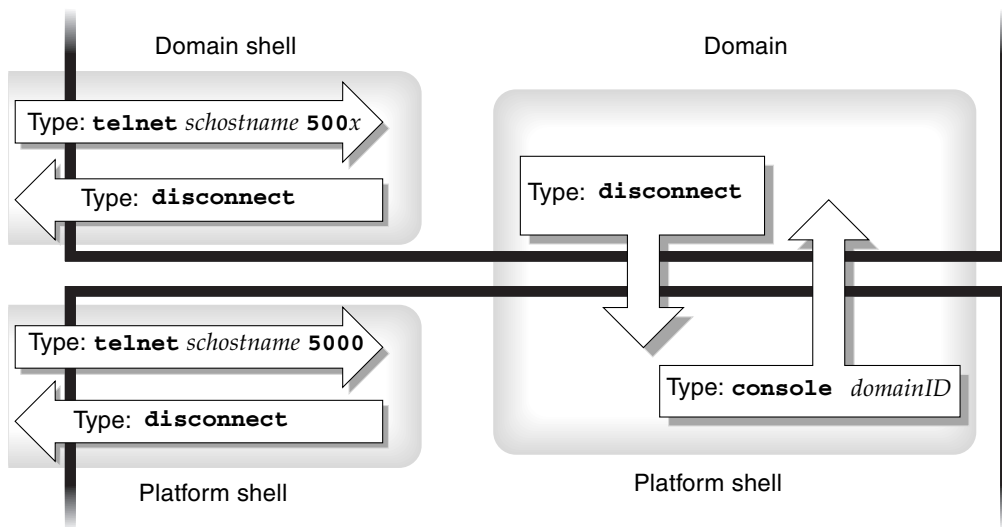 Domain shell
Type: telnet schostname 500x
Type: disconnect
Domain
Type: disconnect
Type: telnet schostname 5000
Type: disconnect
Platform shell
Type: console domainID
Platform shell